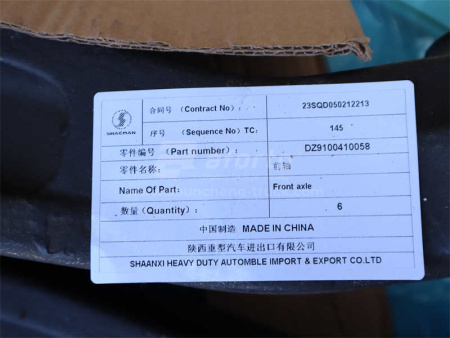 SHACMAN
合同号 (Contract No): 23SQD050212213
序号 (Sequence No) TC: 145
零件编号 (Part number): DZ9100410058
零件名称: 前轴
Name Of Part: Front axle
数量 (Quantity): 6
中国制造 MADE IN CHINA
陕西重型汽车进出口有限公司
SHAANXI HEAVY DUTY AUTOMBLE IMPORT & EXPORT CO.LTD